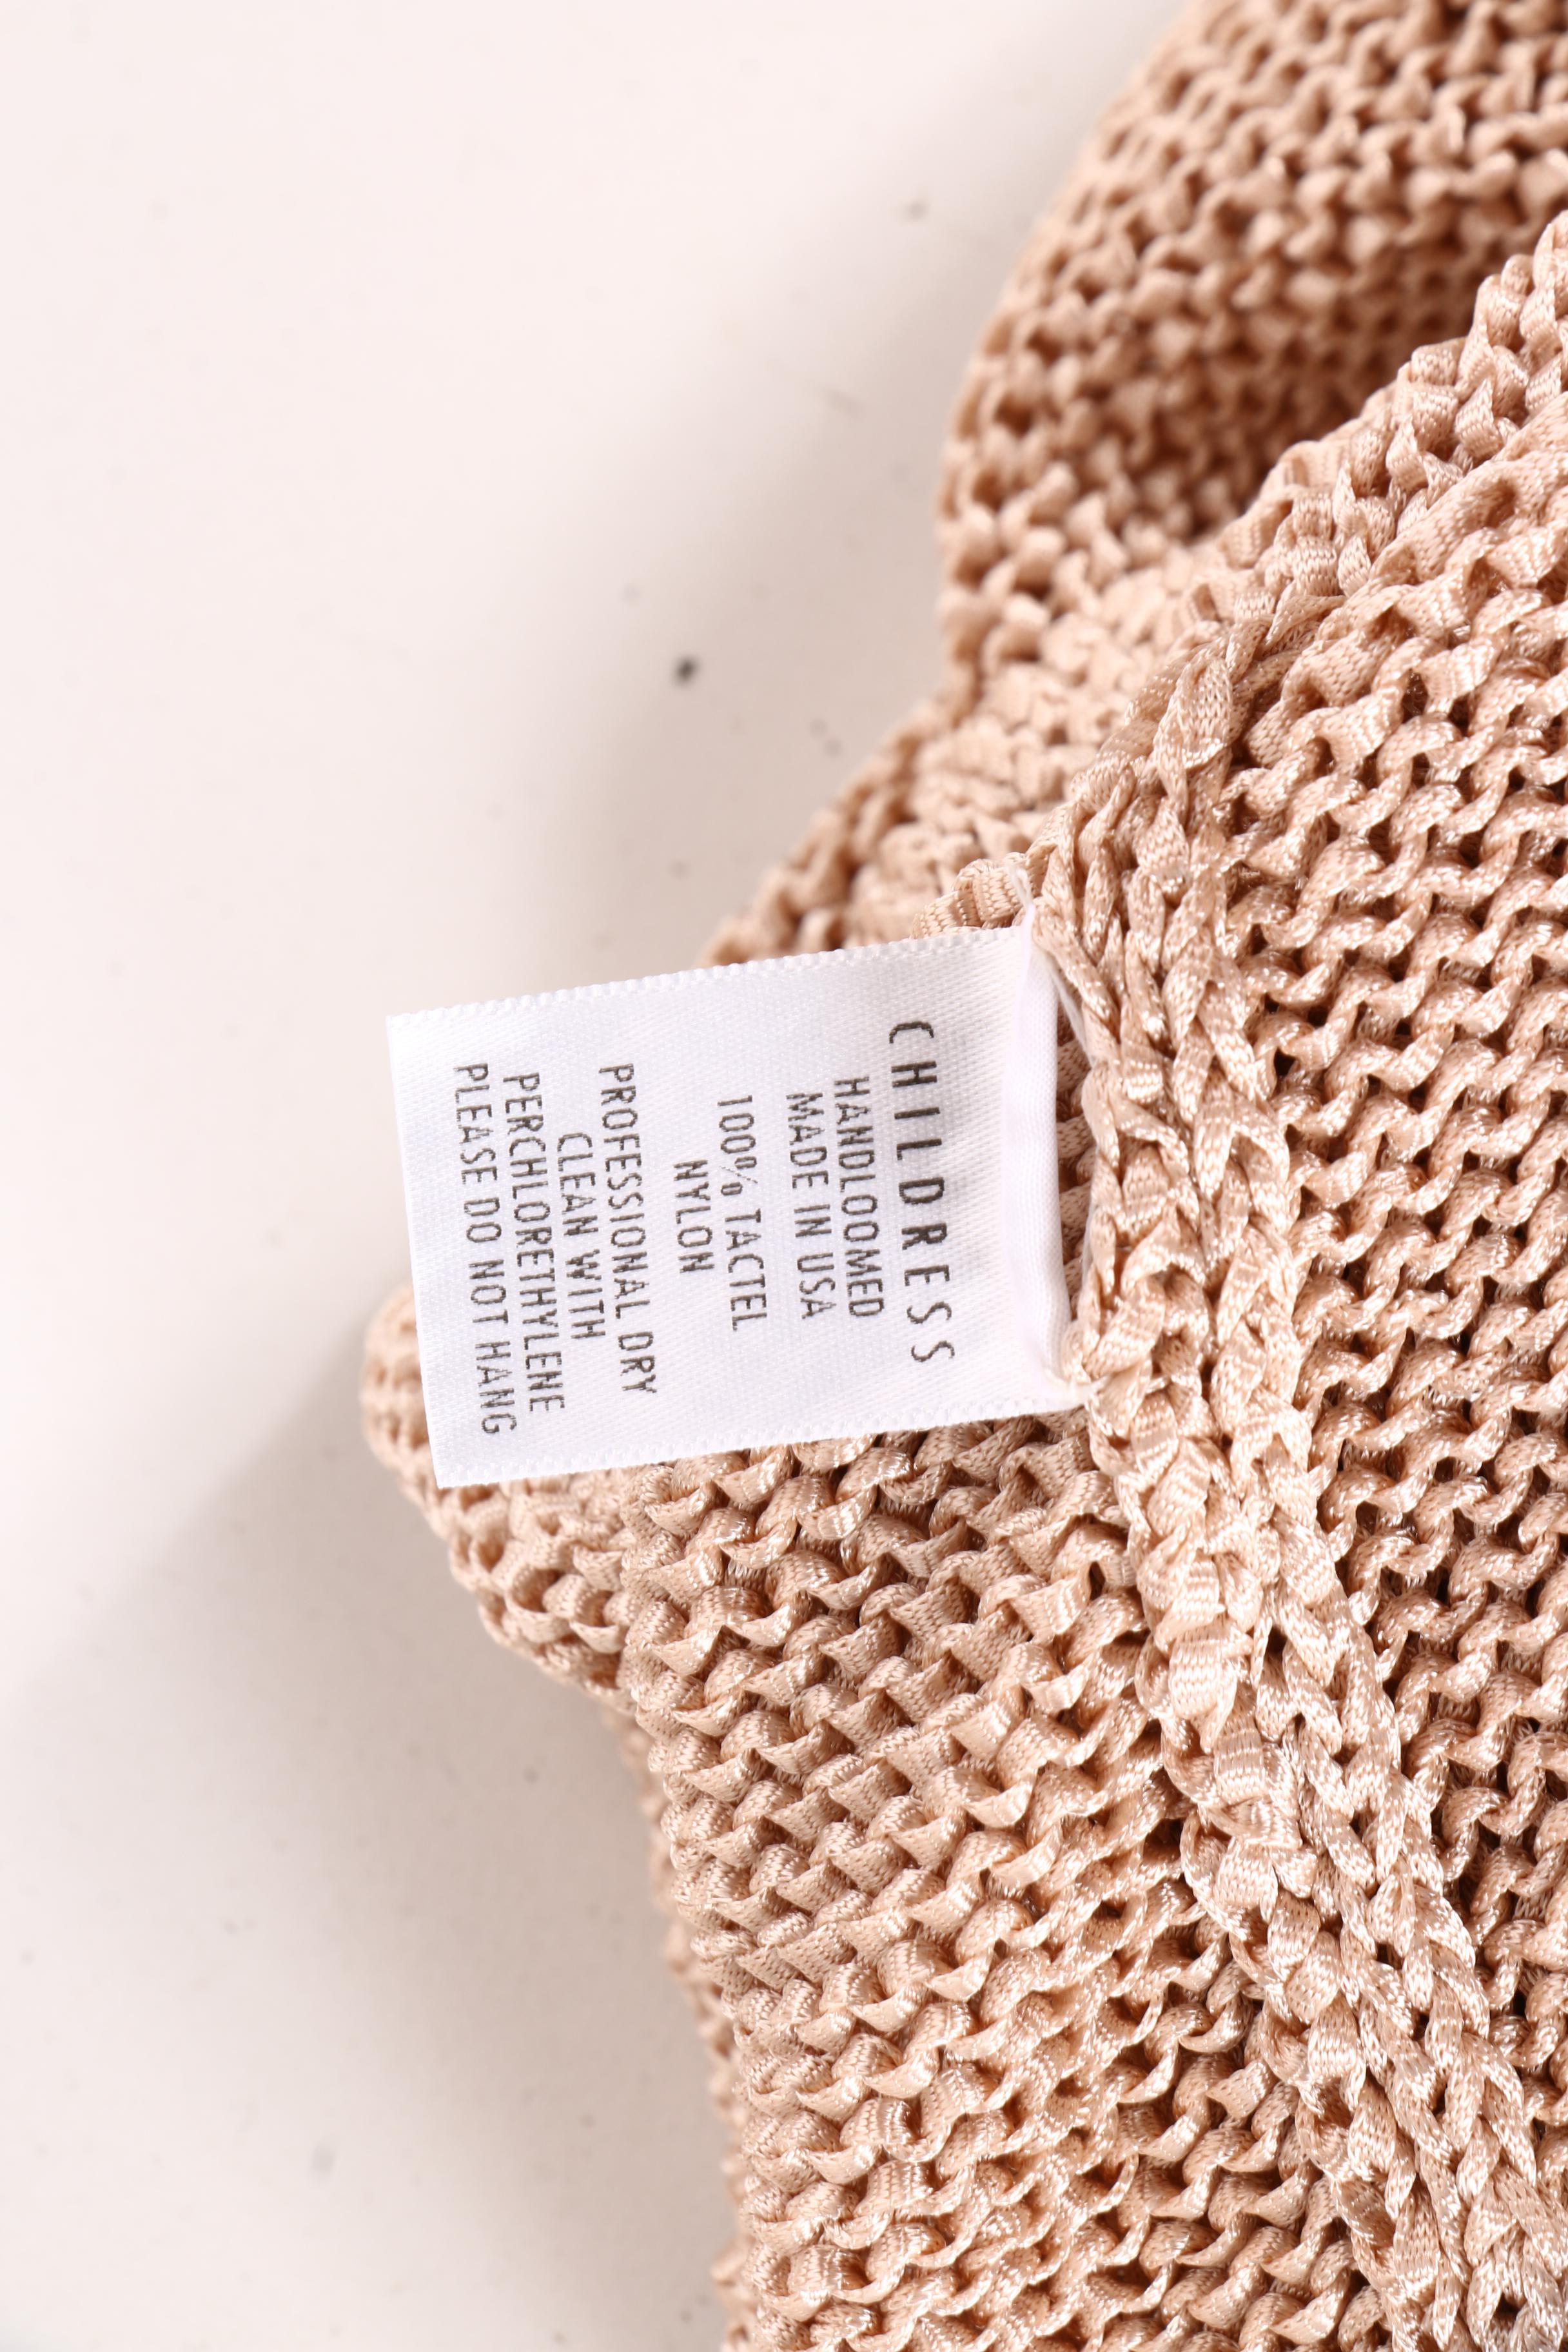 CHILDRESS
HANDLOOMED
MADE IN USA
100% TACTEL
NYLON
PROFESSIONAL DRY
CLEAN WITH
PERCHLORETHYLENE
PLEASE DO NOT HANG